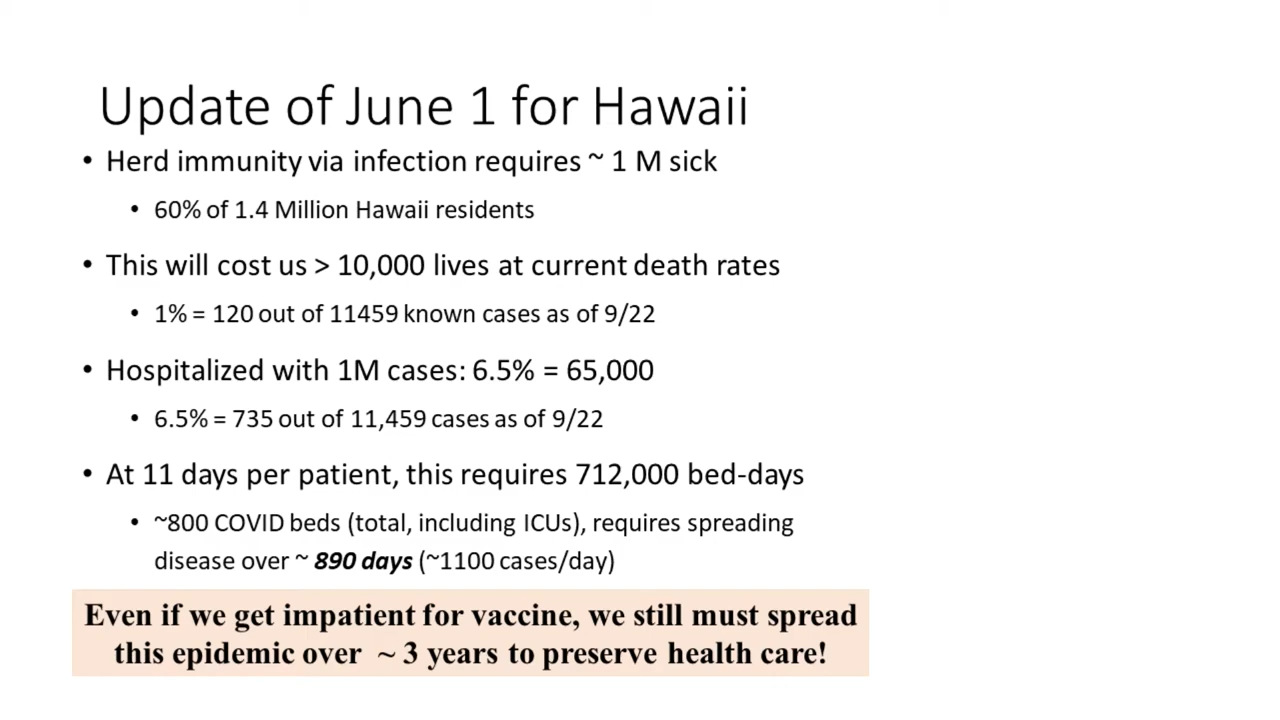 Update of June 1 for Hawaii
• Herd immunity via infection requires ~ 1 M sick
• 60% of 1.4 Million Hawaii residents
• This will cost us > 10,000 lives at current death rates
• 1% = 120 out of 11459 known cases as of 9/22
• Hospitalized with 1M cases: 6.5% = 65,000
• 6.5% = 735 out of 11,459 cases as of 9/22
• At 11 days per patient, this requires 712,000 bed-days
• ~800 COVID beds (total, including ICUs), requires spreading
disease over ~ 890 days (~1100 cases/day)
Even if we get impatient for vaccine, we still must spread
this epidemic over ~ 3 years to preserve health care!